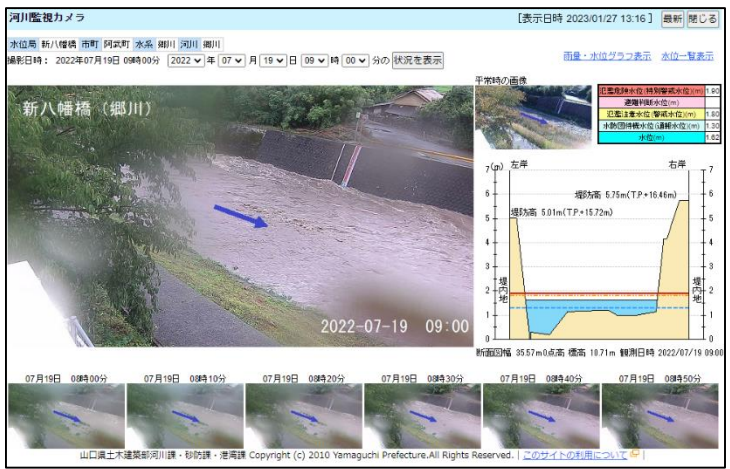 河川監視カメラ
[表示日時 2023/01/27 13:16] 最新 閉じる
水位局 新八幡橋 市町 阿武町 水系 郷川 河川 郷川
撮影日時： 2022年07月19日 09時00分 2022 年 07 月 19 日 09 時 00 分の 状況を表示
雨量・水位グラフ表示 水位一覧表示
新八幡橋（郷川）
2022-07-19 09:00
平常時の画像
氾濫危険水位(特別警戒水位)(m) 1.90
避難判断水位(m)
氾濫注意水位(警戒水位)(m) 1.80
水防団待機水位(通報水位)(m) 1.30
水位(m) 1.62
7(m) 左岸 右岸 7
6 堤防高 5.75m(T.P.+16.46m) 6
5 堤防高 5.01m(T.P.+15.72m) 5
4 4
3 3
2 堤内地 堤内地 2
1 1
0 0
断面図幅 35.57m 0点高 標高 10.71m 観測日時 2022/07/19 09:00
07月19日 08時00分 07月19日 08時10分 07月19日 08時20分 07月19日 08時30分 07月19日 08時40分 07月19日 08時50分
山口県土木建築部河川課・砂防課・港湾課 Copyright (c) 2010 Yamaguchi Prefecture.All Rights Reserved. | このサイトの利用について |